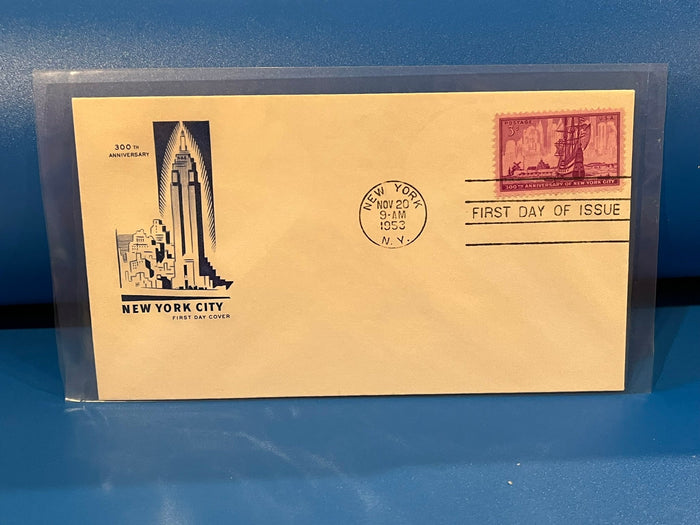 300TH
ANNIVERSARY
NEW YORK CITY
FIRST DAY COVER
NEW YORK
NOV 20
9-AM
1953
N.Y.
POSTAGE
U.S.A.
3¢
300TH ANNIVERSARY OF NEW YORK CITY
FIRST DAY OF ISSUE